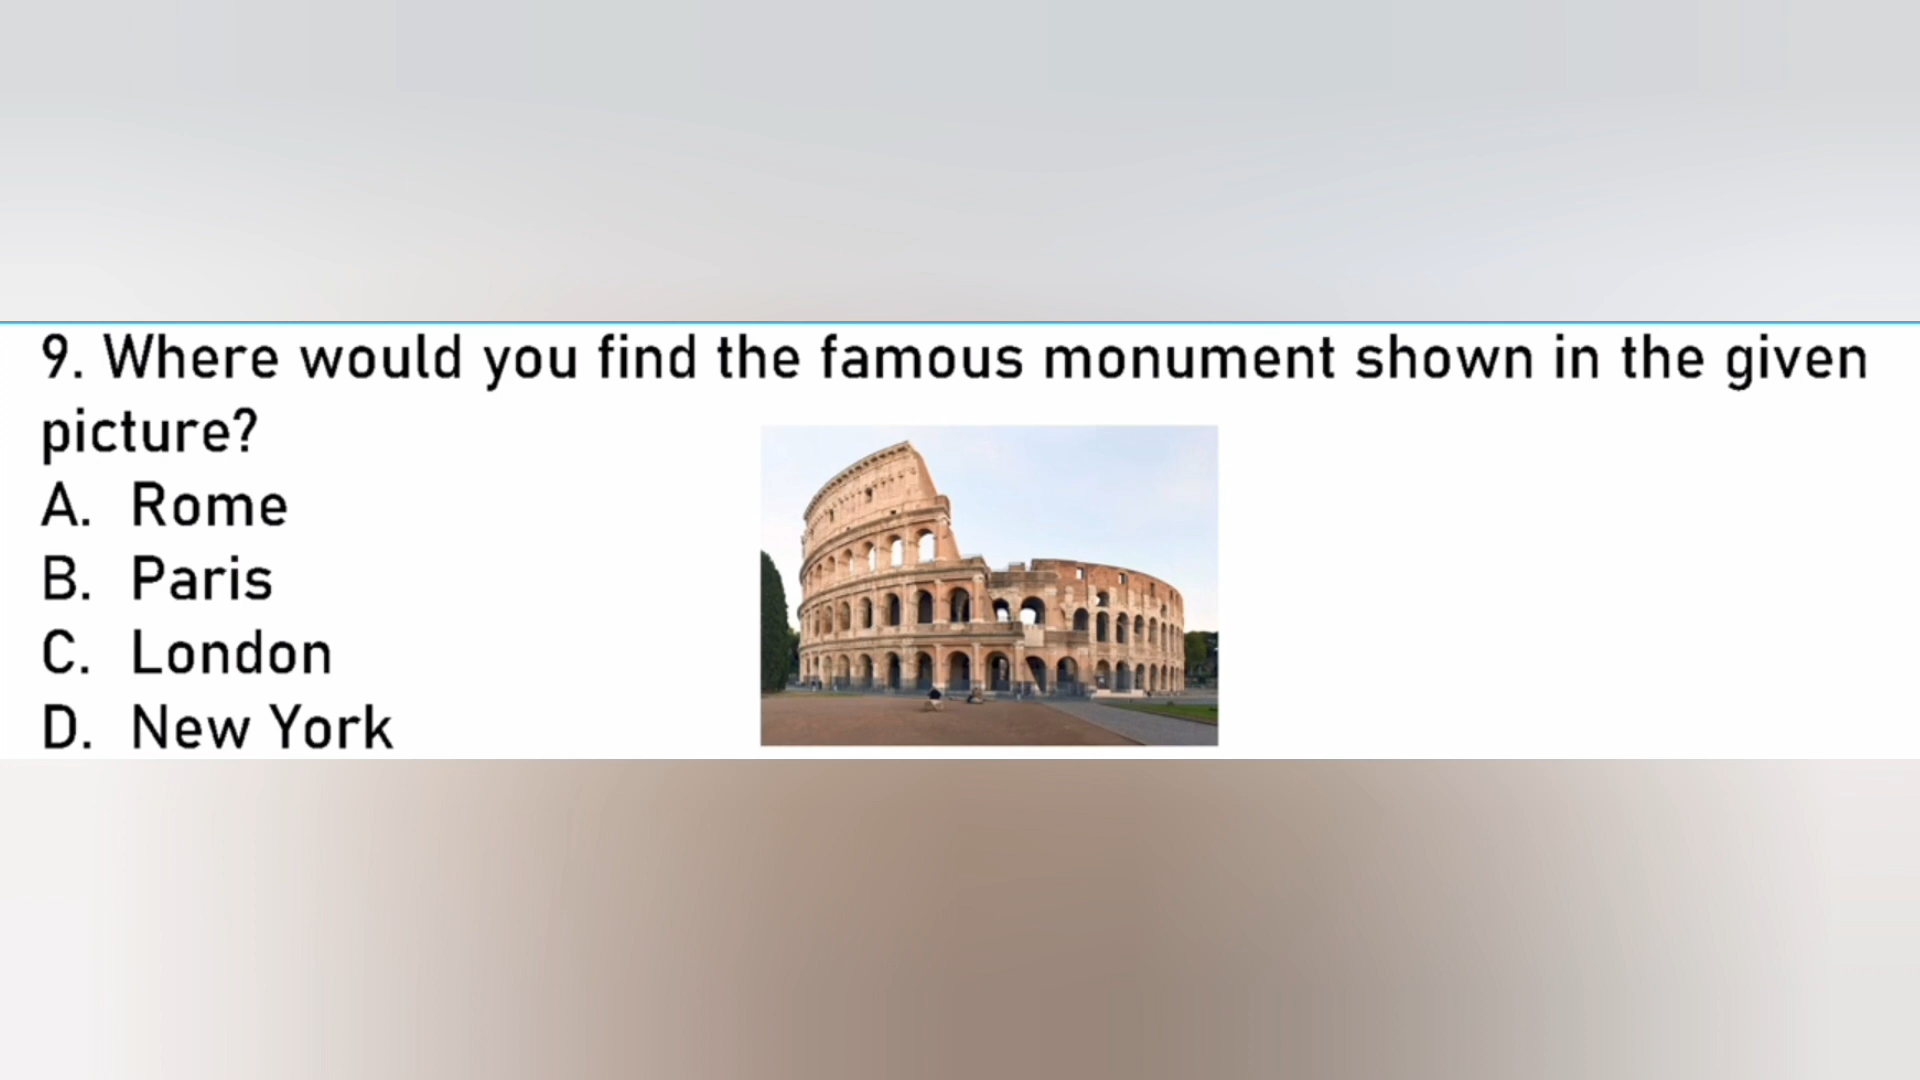 9. Where would you find the famous monument shown in the given
picture?
A. Rome
B. Paris
C. London
D. New York